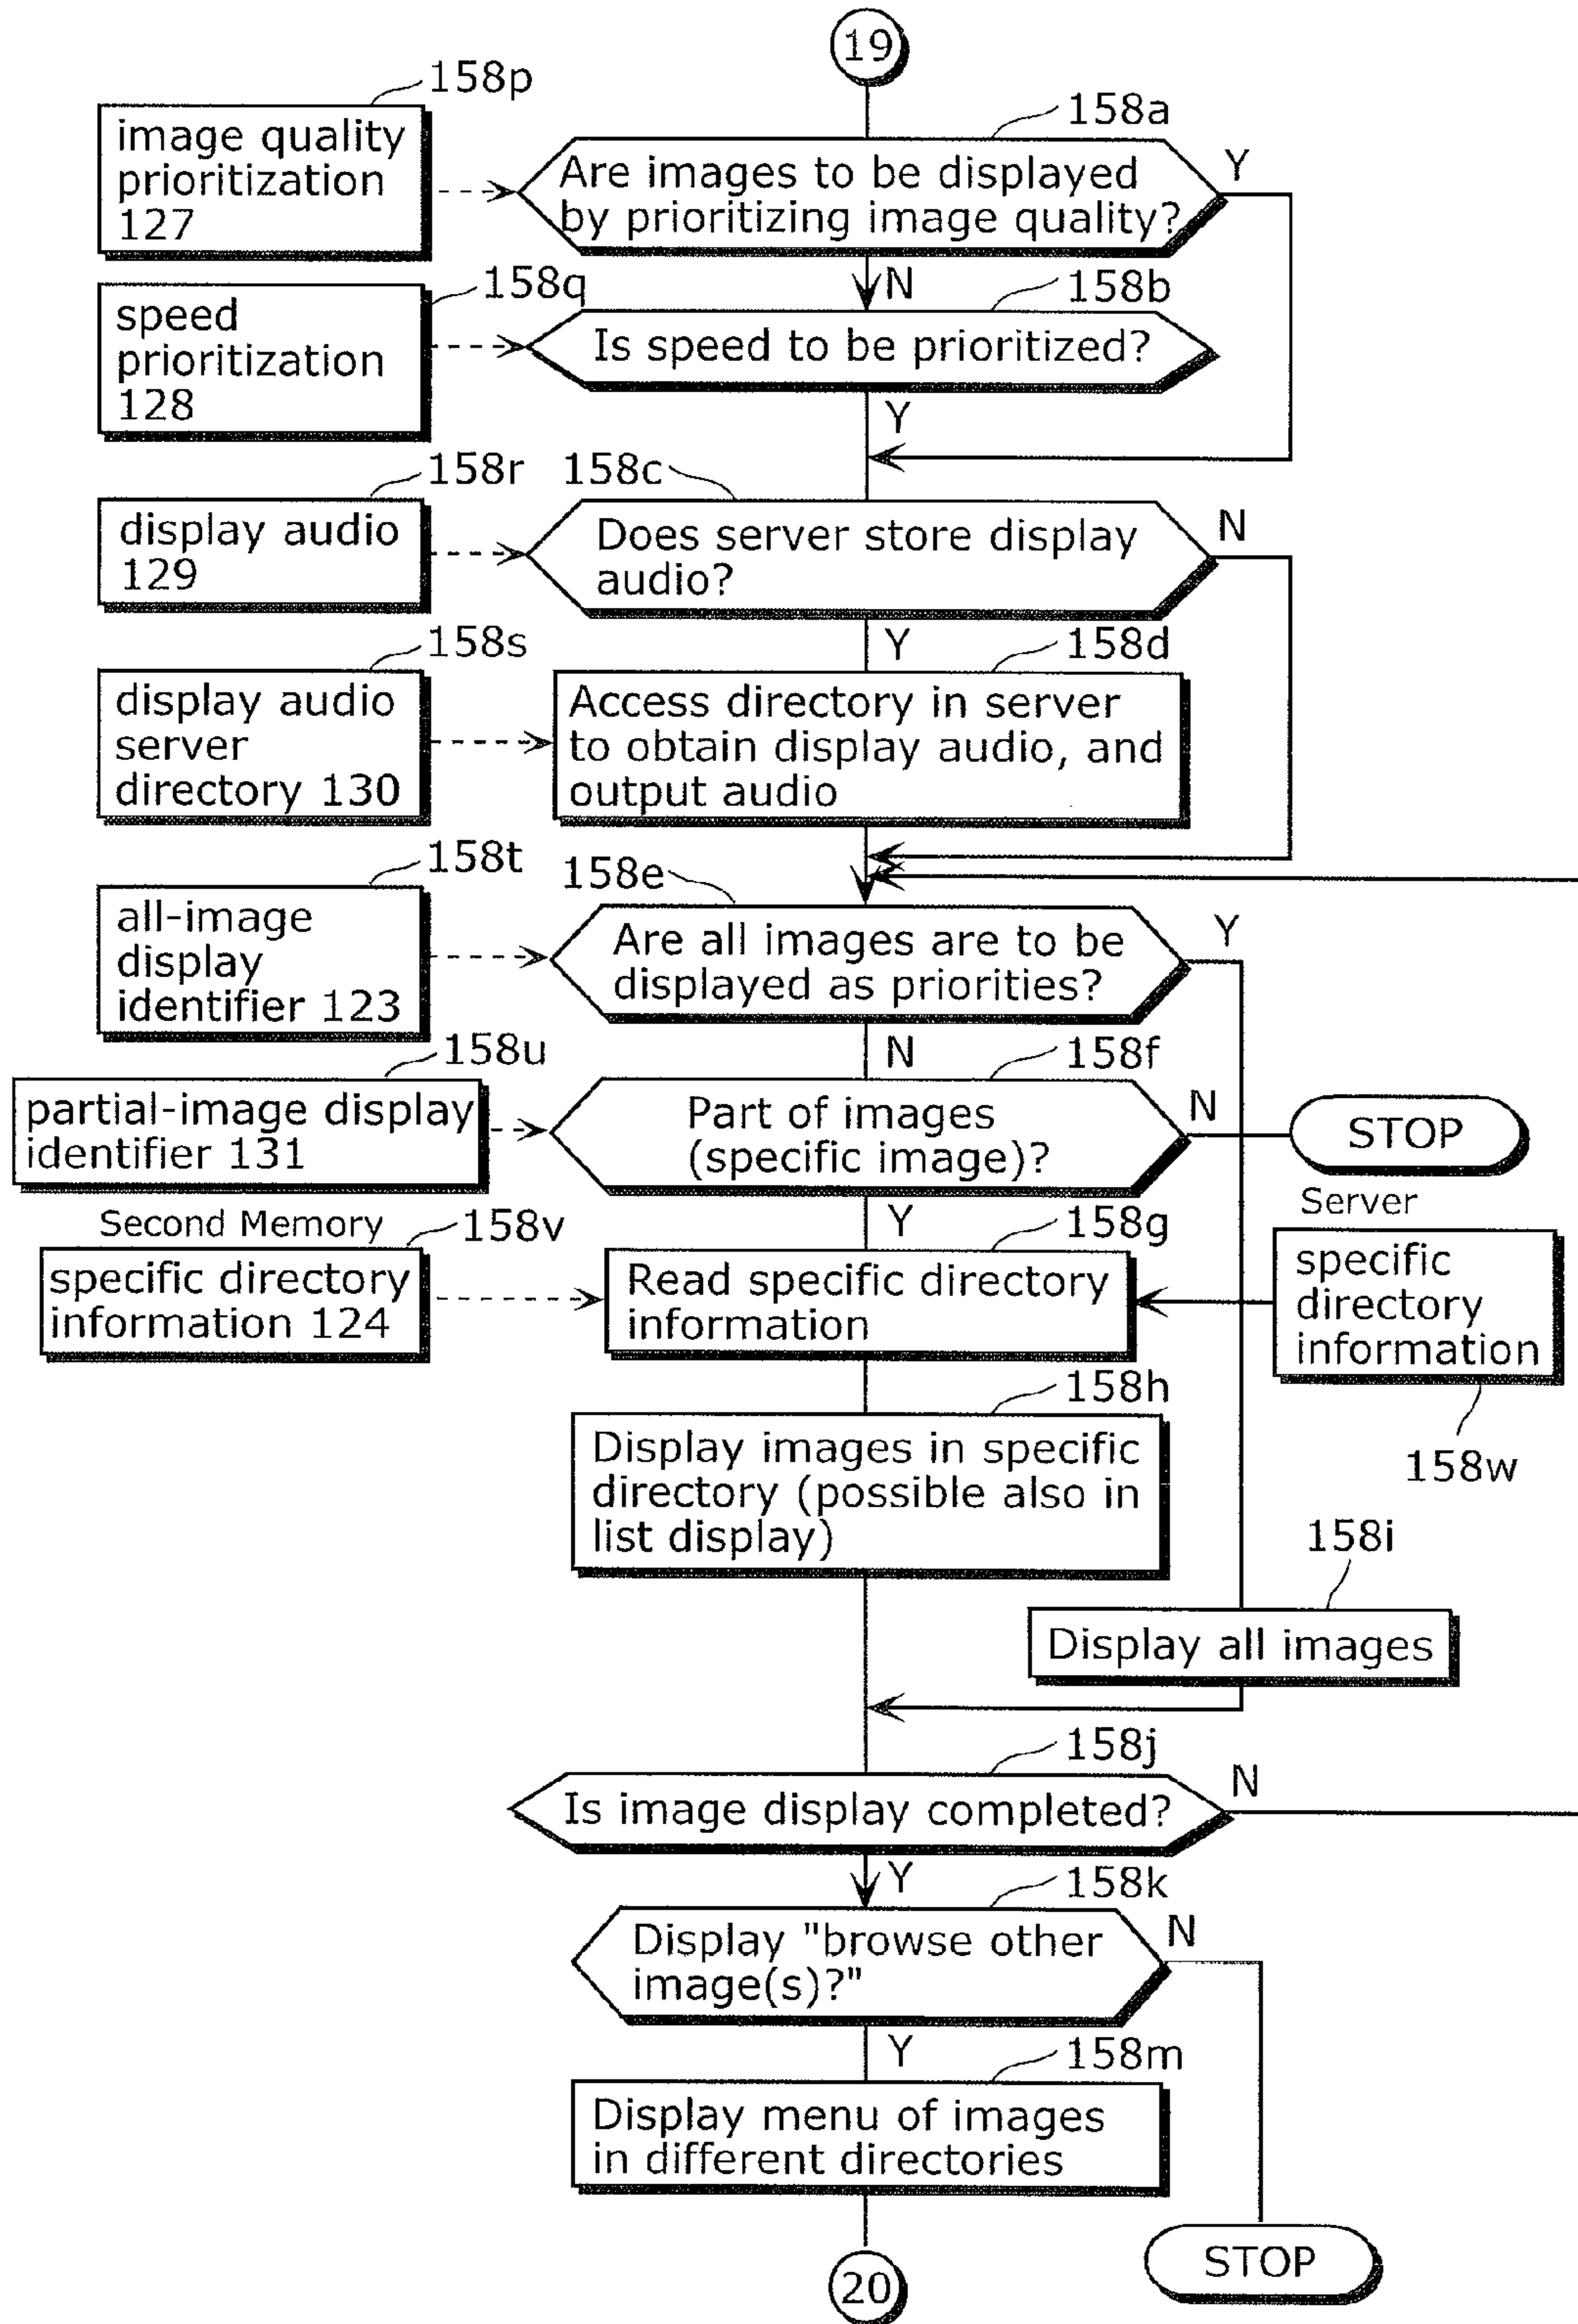 19
158p
158a
image quality
prioritization
127
Are images to be displayed
by prioritizing image quality?
Y
N
158q
158b
speed
prioritization
128
Is speed to be prioritized?
Y
158r
158c
display audio
129
Does server store display
audio?
N
Y
158s
158d
display audio
server
directory 130
Access directory in server
to obtain display audio, and
output audio
158t
158e
all-image
display
identifier 123
Are all images are to be
displayed as priorities?
Y
N
158u
158f
partial-image display
identifier 131
Part of images
(specific image)?
N
STOP
Y
Second Memory
158v
158g
Server
specific directory
information 124
Read specific directory
information
specific
directory
information
158w
158h
Display images in specific
directory (possible also in
list display)
158i
Display all images
158j
Is image display completed?
N
Y
158k
Display "browse other
image(s)?"
N
Y
158m
Display menu of images
in different directories
STOP
20